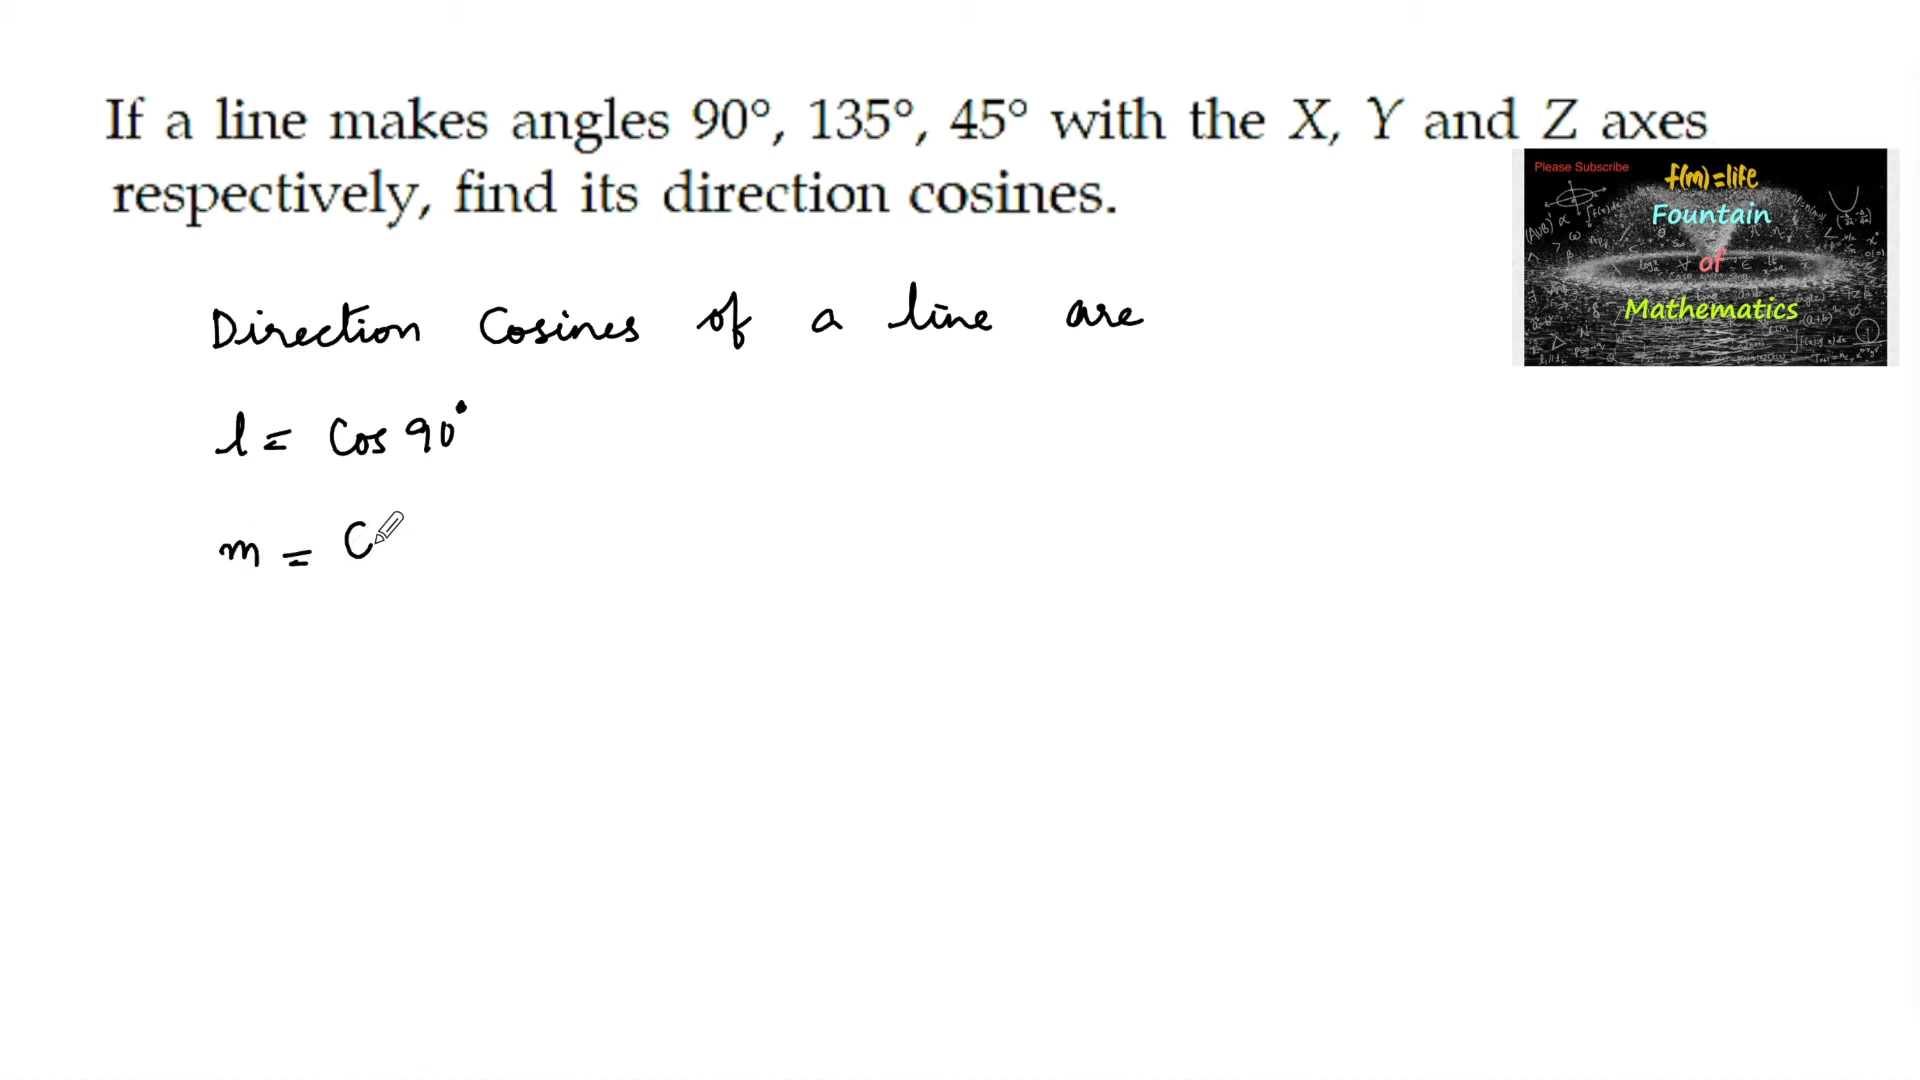 If a line makes angles 90°, 135°, 45° with the X, Y and Z axes
respectively, find its direction cosines.
Please Subscribe
f(m)=life
Fountain
of
Mathematics
Direction Cosines of a line are
l = Cos 90°
m = C